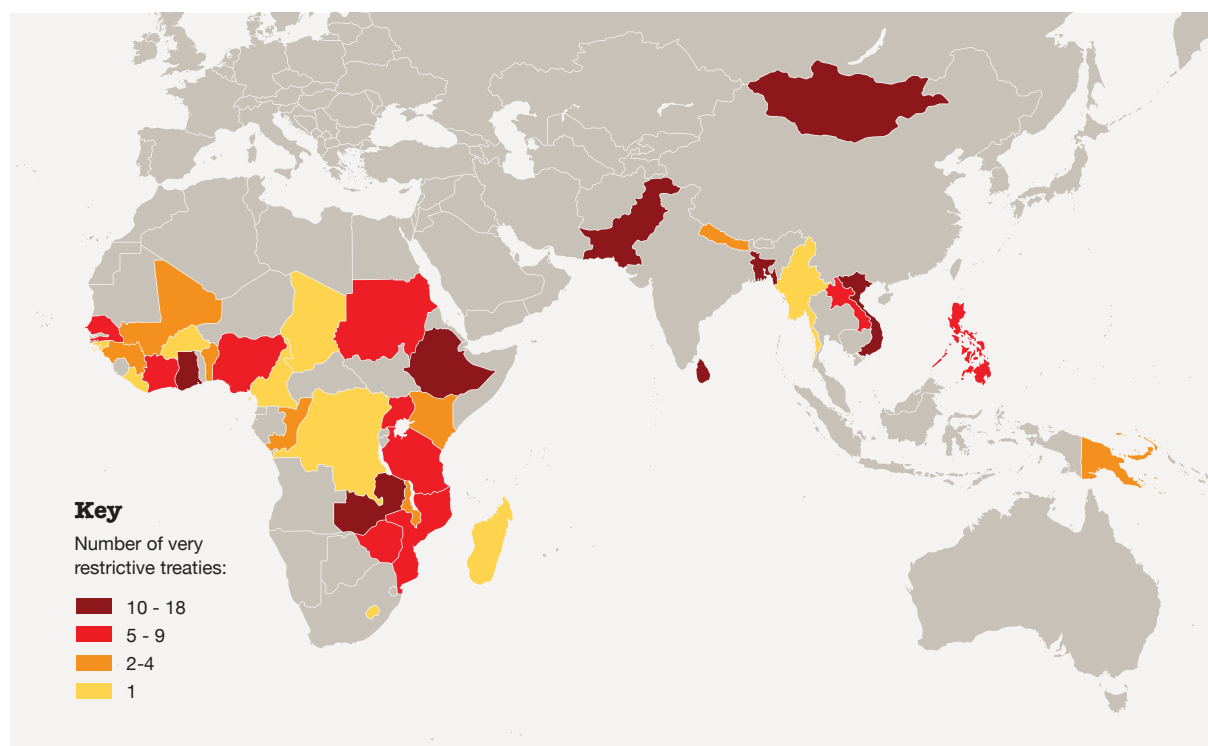 Key
Number of very
restrictive treaties:
10 - 18
5 - 9
2-4
1